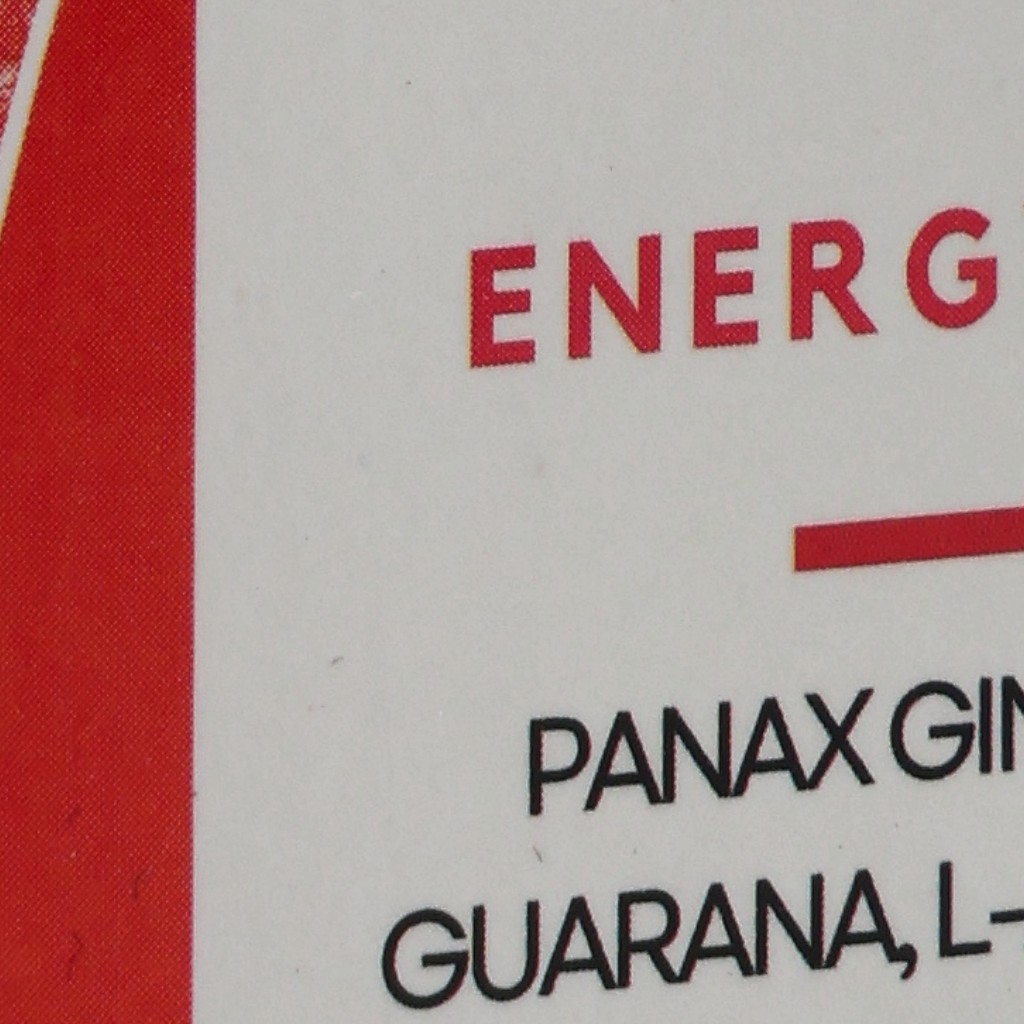 ENERG
PANAX GIN
GUARANA, L-